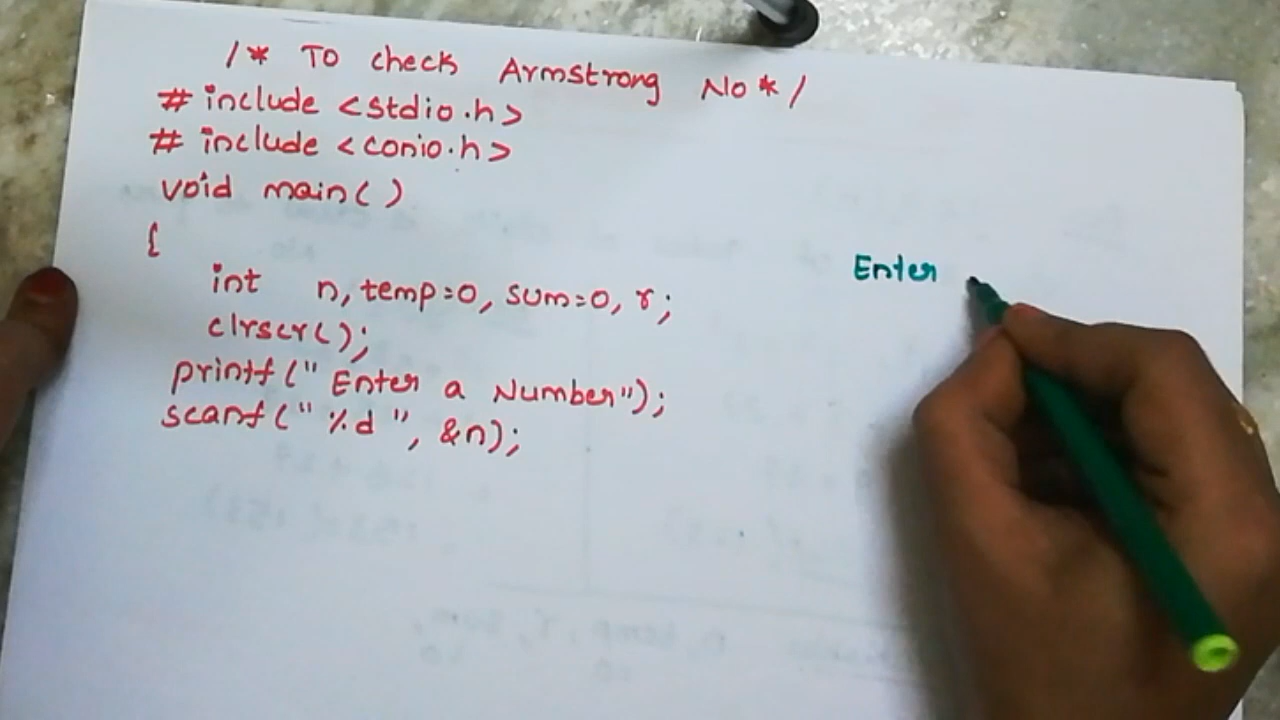 /* To check Armstrong No */
# include <stdio.h>
# include <conio.h>
void main( )
{
int n, temp=0, sum=0, r;
clrscr( );
printf (" Enter a Number");
scanf (" %d ", &n);
Enter